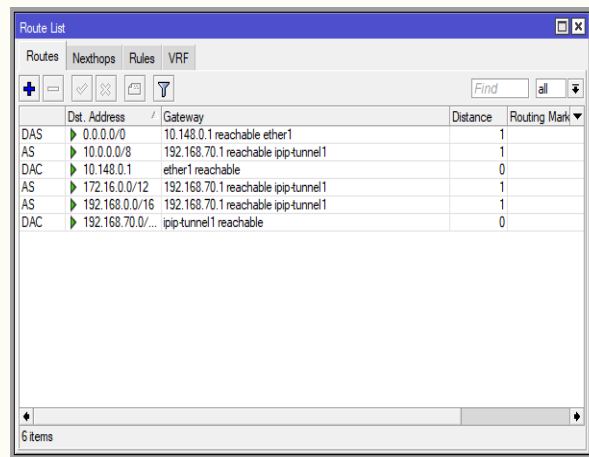 Route List
Routes Nexthops Rules VRF
Find all
Dst. Address / Gateway Distance Routing Mark
DAS 0.0.0.0/0 10.148.0.1 reachable ether1 1
AS 10.0.0.0/8 192.168.70.1 reachable ipip-tunnel1 1
DAC 10.148.0.1 ether1 reachable 0
AS 172.16.0.0/12 192.168.70.1 reachable ipip-tunnel1 1
AS 192.168.0.0/16 192.168.70.1 reachable ipip-tunnel1 1
DAC 192.168.70.0/... ipip-tunnel1 reachable 0
6 items